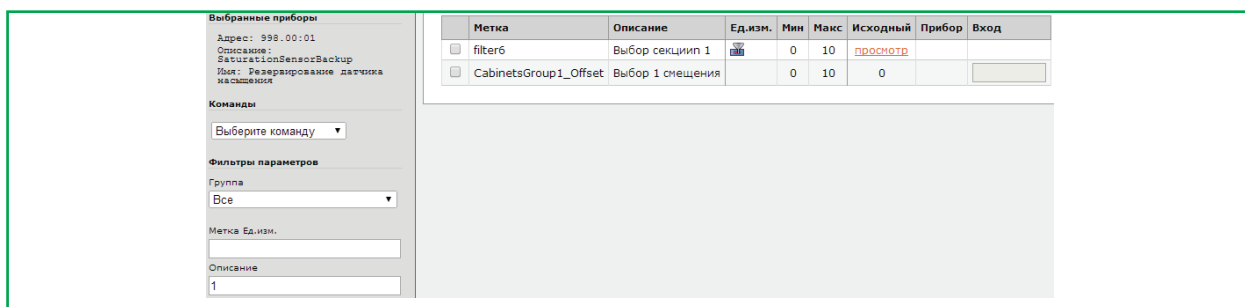 Выбранные приборы
Адрес: 998.00:01
Описание:
SaturationSensorBackup
Имя: Резервирование датчика
насыщения
Команды
Выберите команду
Фильтры параметров
Группа
Все
Метка Ед.изм.
Описание
1
Метка Описание Ед.изм. Мин Макс Исходный Прибор Вход
filter6 Выбор секциип 1 0 10 просмотр
CabinetsGroup1_Offset Выбор 1 смещения 0 10 0